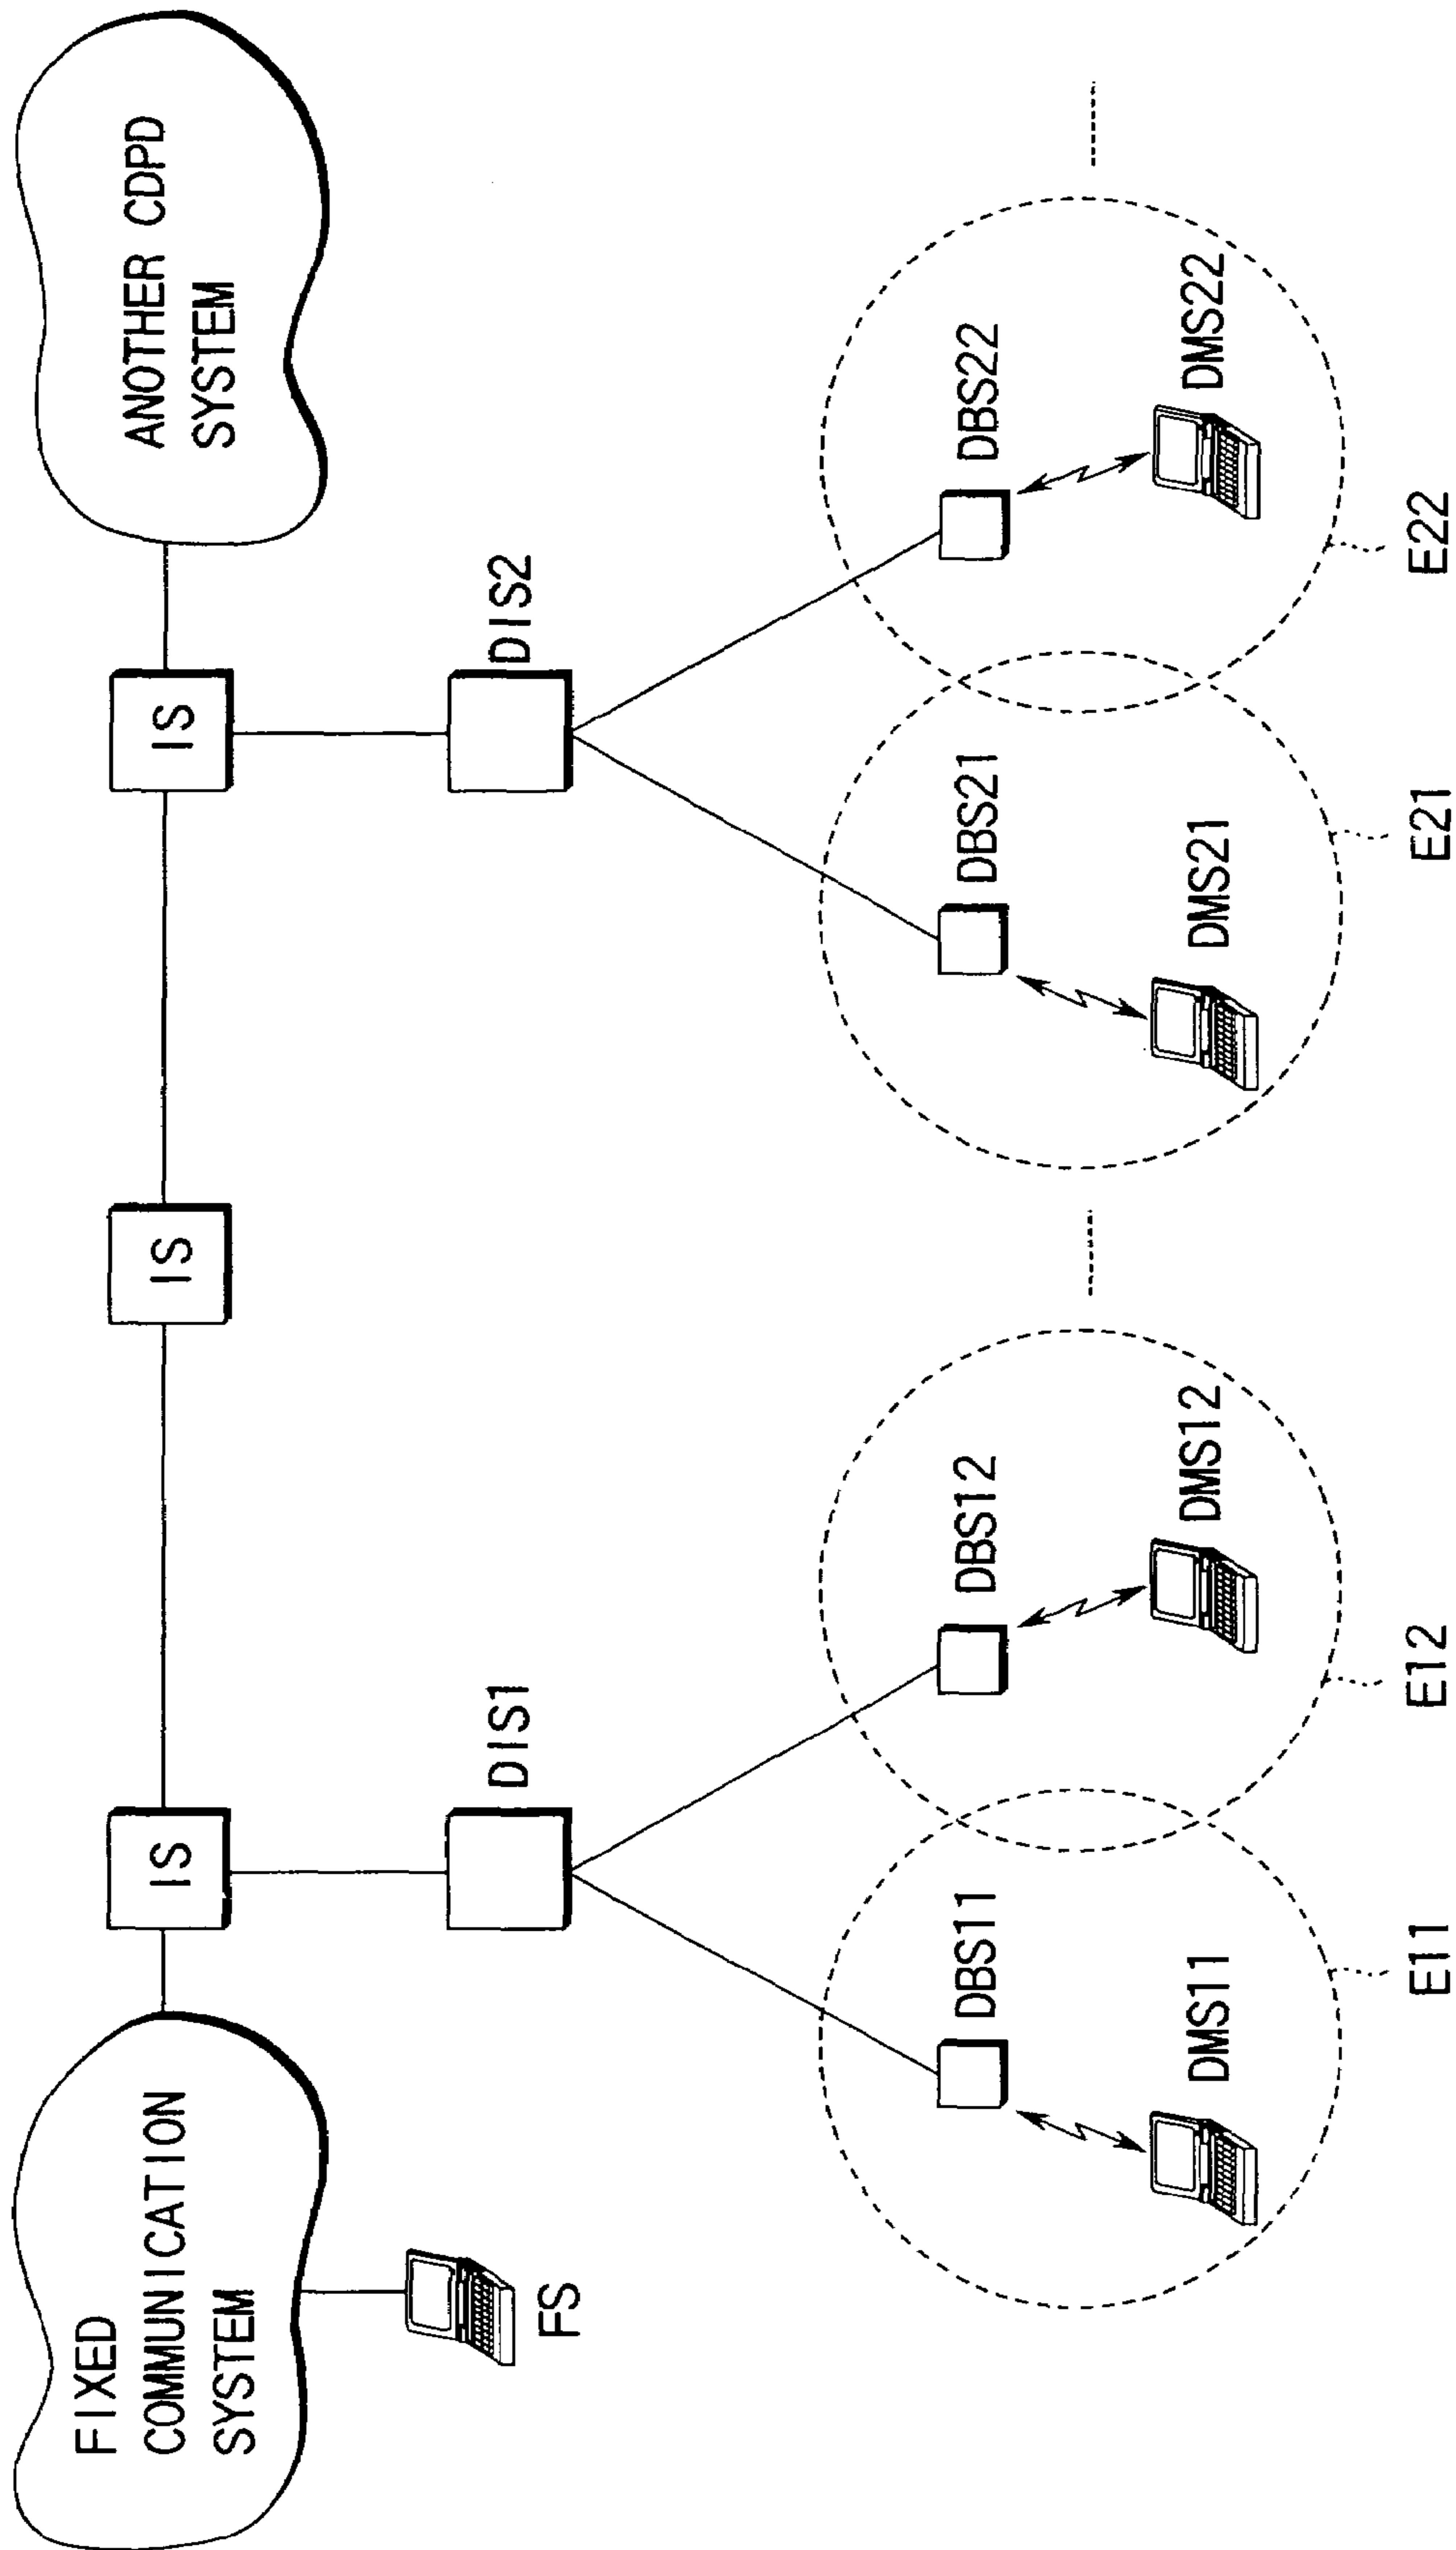 FIXED
COMMUNICATION
SYSTEM
FS
IS
IS
IS
ANOTHER CDPD
SYSTEM
DIS1
DIS2
DBS11
DMS11
DBS12
DMS12
DBS21
DMS21
DBS22
DMS22
E11
E12
E21
E22